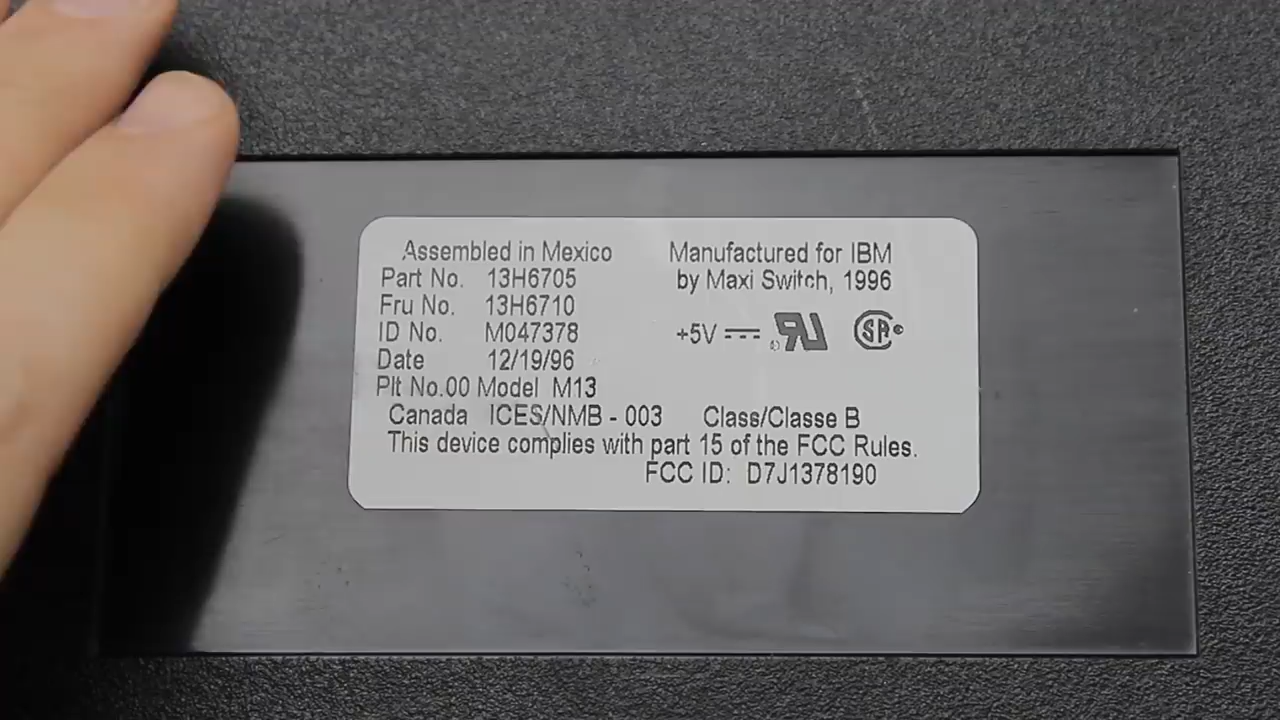 Assembled in Mexico
Part No. 13H6705
Fru No. 13H6710
ID No. M047378
Date 12/19/96
Plt No.00 Model M13
Manufactured for IBM
by Maxi Switch, 1996
+5V
Canada ICES/NMB - 003 Class/Classe B
This device complies with part 15 of the FCC Rules.
FCC ID: D7J1378190